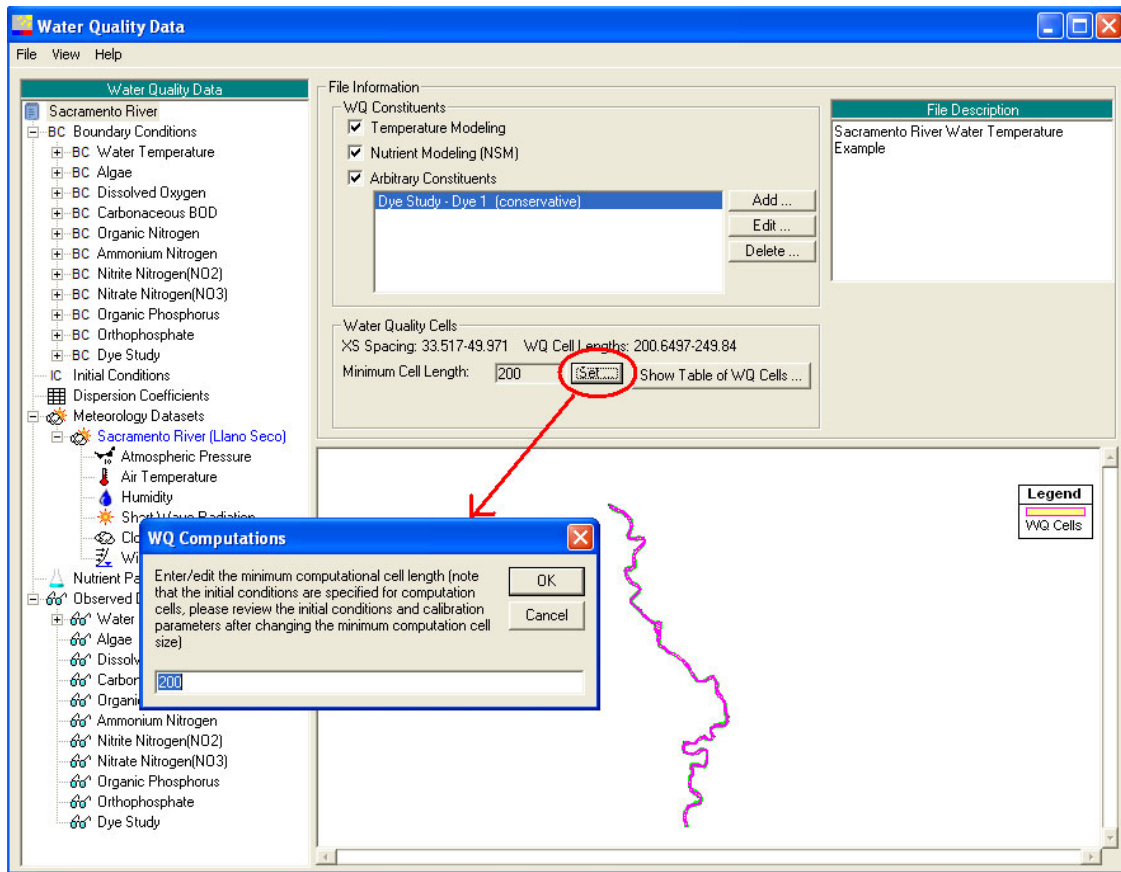 Water Quality Data
File View Help
Water Quality Data
Sacramento River
BC Boundary Conditions
BC Water Temperature
BC Algae
BC Dissolved Oxygen
BC Carbonaceous BOD
BC Organic Nitrogen
BC Ammonium Nitrogen
BC Nitrite Nitrogen(NO2)
BC Nitrate Nitrogen(NO3)
BC Organic Phosphorus
BC Orthophosphate
BC Dye Study
IC Initial Conditions
Dispersion Coefficients
Meteorology Datasets
Sacramento River (Llano Seco)
Atmospheric Pressure
Air Temperature
Humidity
Short Wave Radiation
Clo
Wi
Nutrient Pa
Observed D
Water
Algae
Dissolv
Carbon
Organi
Ammonium Nitrogen
Nitrite Nitrogen(NO2)
Nitrate Nitrogen(NO3)
Organic Phosphorus
Orthophosphate
Dye Study
File Information
WQ Constituents
Temperature Modeling
Nutrient Modeling (NSM)
Arbitrary Constituents
Dye Study - Dye 1 (conservative)
Add ...
Edit ...
Delete ...
File Description
Sacramento River Water Temperature
Example
Water Quality Cells
XS Spacing: 33.517-49.971 WQ Cell Lengths: 200.6497-249.84
Minimum Cell Length: 200 Set ... Show Table of WQ Cells ...
Legend
WQ Cells
WQ Computations
Enter/edit the minimum computational cell length (note
that the initial conditions are specified for computation
cells, please review the initial conditions and calibration
parameters after changing the minimum computation cell
size)
OK
Cancel
200